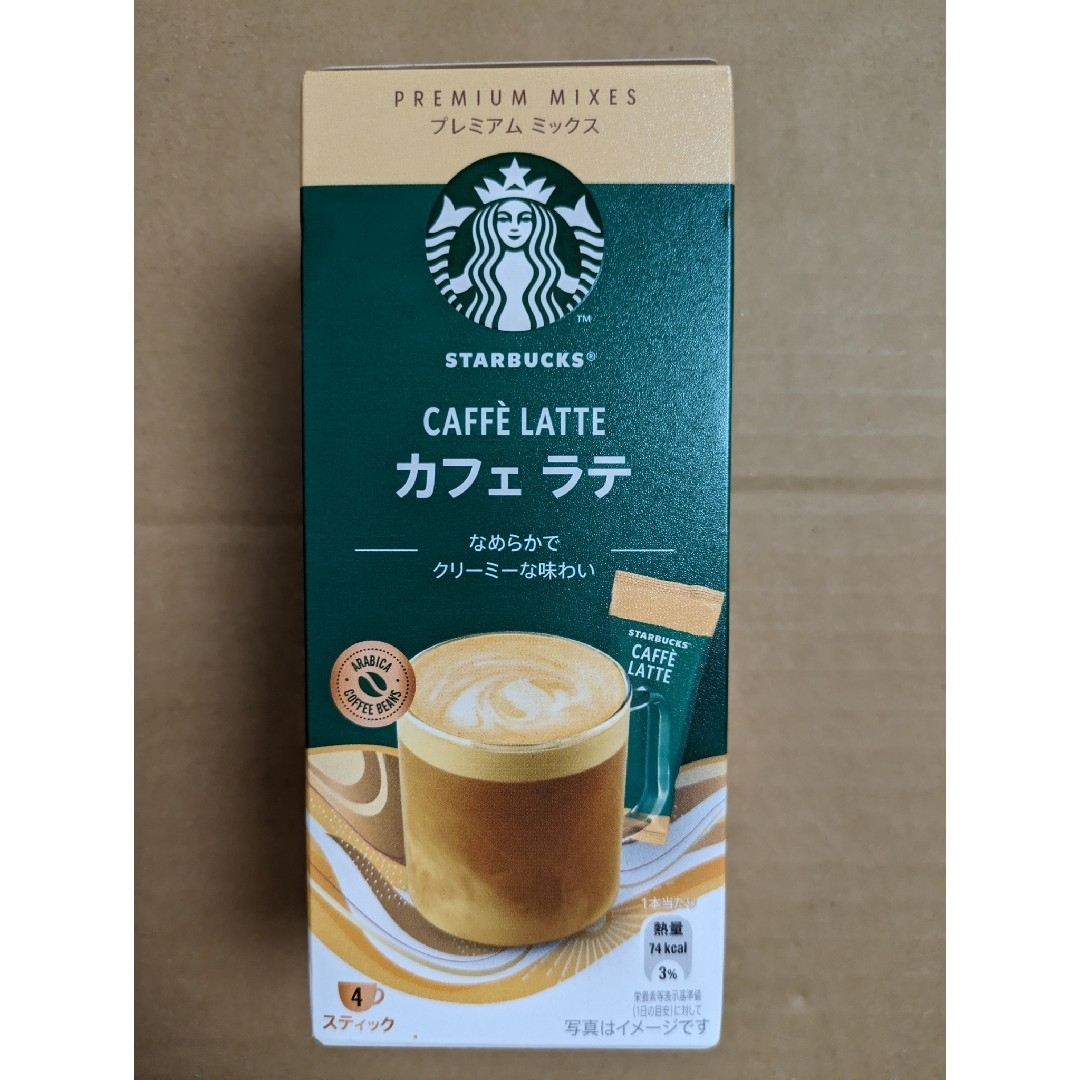 PREMIUM MIXES
プレミアム ミックス
TM
STARBUCKS®
CAFFÈ LATTE
カフェ ラテ
なめらかで
クリーミーな味わい
STARBUCKS
CAFFÈ
LATTE
ARABICA
COFFEE BEANS
1本当たり
熱量
74 kcal
3%
栄養素等表示基準値
(1日の目安)に対して
4
スティック
写真はイメージです